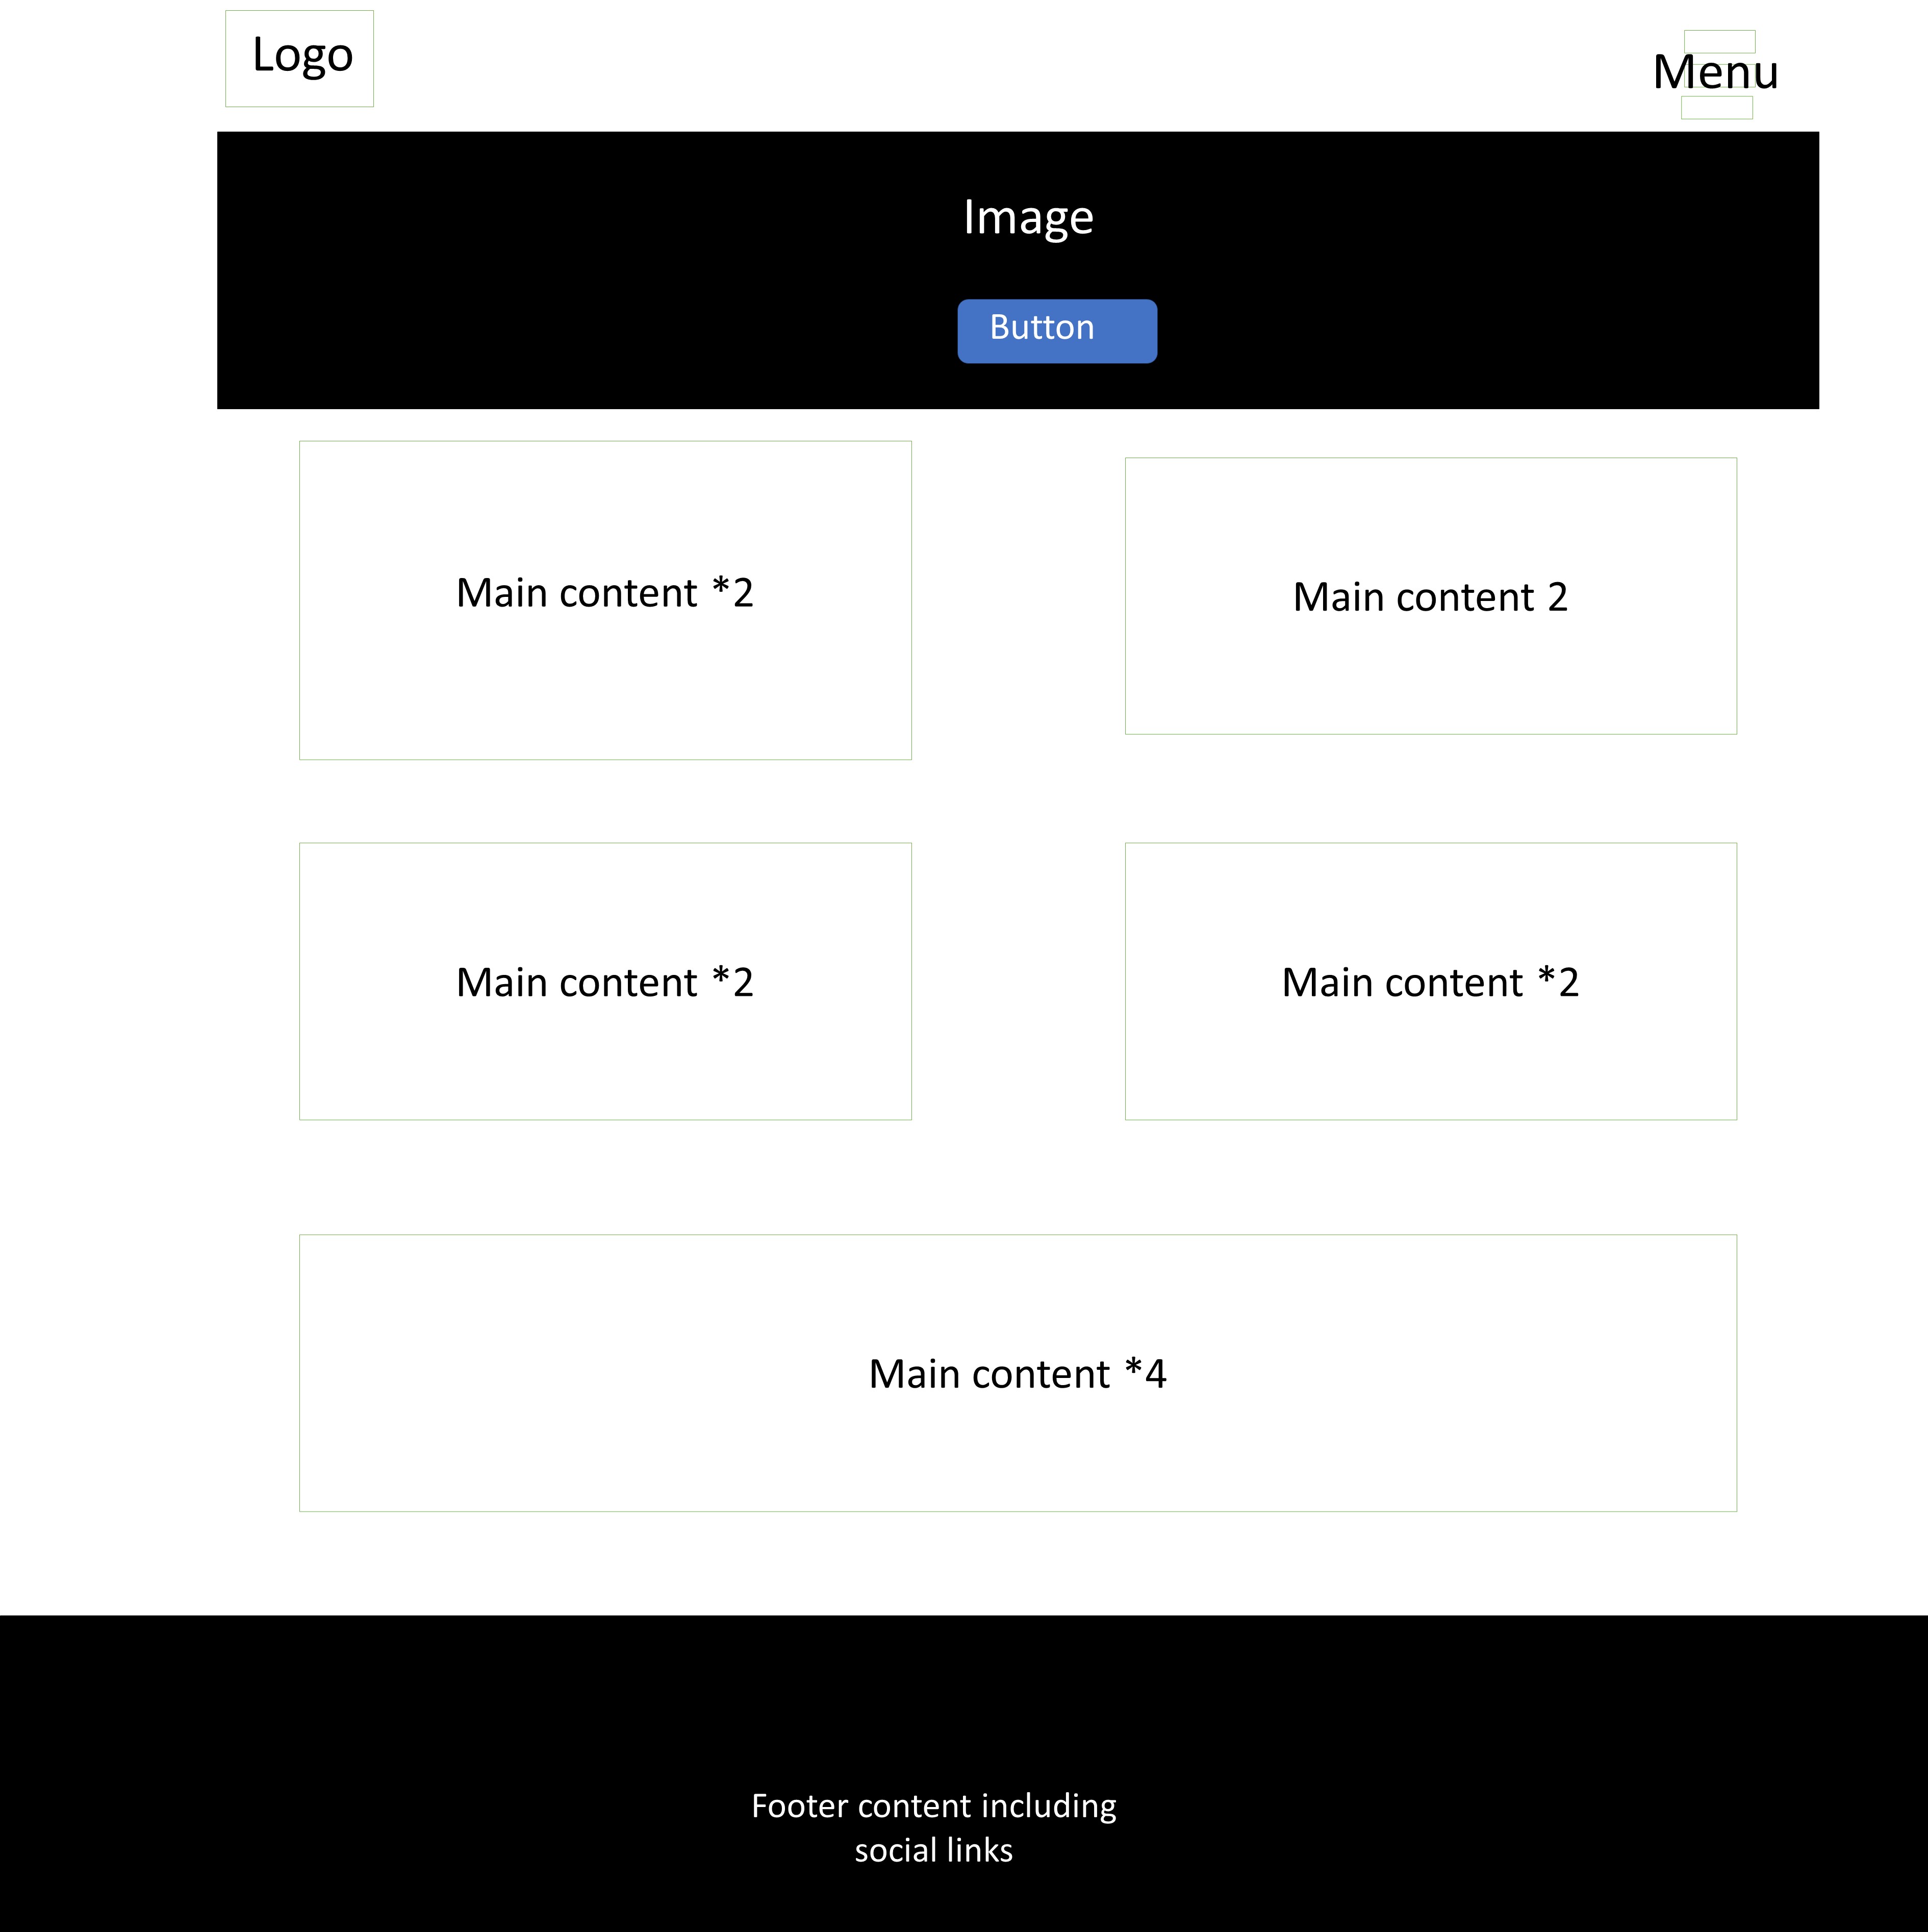 Logo
Menu
Image
Button
Main content *2
Main content 2
Main content *2
Main content *2
Main content *4
Footer content including
social links